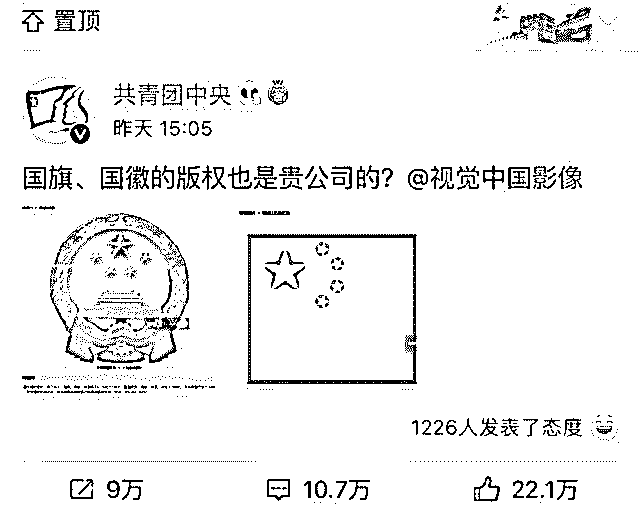 置顶
共青团中央
昨天 15:05
国旗、国徽的版权也是贵公司的？@视觉中国影像
1226人发表了态度
9万
10.7万
22.1万